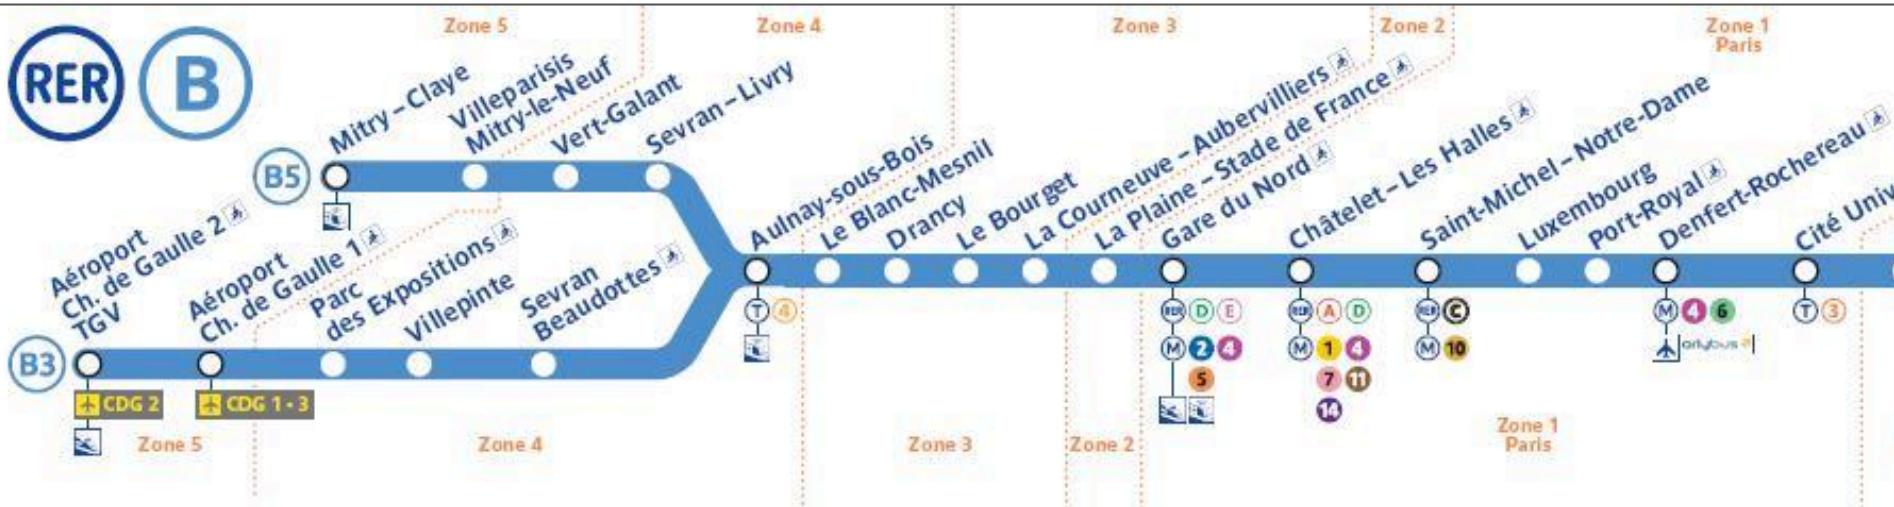 RER B
Zone 5
Zone 4
Zone 3
Zone 2
Zone 1
Paris
B5
Mitry – Claye
Villeparisis
Mitry-le-Neuf
Vert-Galant
Sevran – Livry
B3
Aéroport
Ch. de Gaulle 2
TGV
Aéroport
Ch. de Gaulle 1
Parc
des Expositions
Villepinte
Sevran
Beaudottes
Aulnay-sous-Bois
Le Blanc-Mesnil
Drancy
Le Bourget
La Courneuve – Aubervilliers
La Plaine – Stade de France
Gare du Nord
Châtelet – Les Halles
Saint-Michel – Notre-Dame
Luxembourg
Port-Royal
Denfert-Rochereau
Cité Univ
CDG 2
CDG 1 • 3
T 4
RER D E
M 2 4
5
RER A D
M 1 4
7 11
14
RER C
M 10
M 4 6
orlybus
T 3
Zone 5
Zone 4
Zone 3
Zone 2
Zone 1
Paris